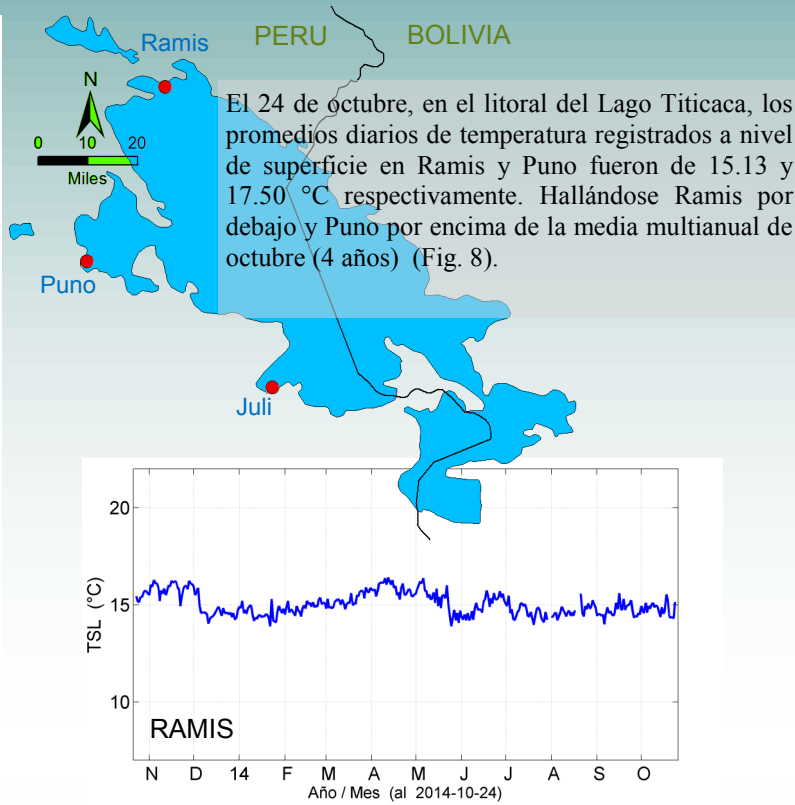 Ramis
PERU
BOLIVIA
N
0 10 20
Miles
El 24 de octubre, en el litoral del Lago Titicaca, los
promedios diarios de temperatura registrados a nivel
de superficie en Ramis y Puno fueron de 15.13 y
17.50 °C respectivamente. Hallándose Ramis por
debajo y Puno por encima de la media multianual de
octubre (4 años) (Fig. 8).
Puno
Juli
20
15
10
TSL (°C)
RAMIS
N D 14 F M A M J J A S O
Año / Mes (al 2014-10-24)